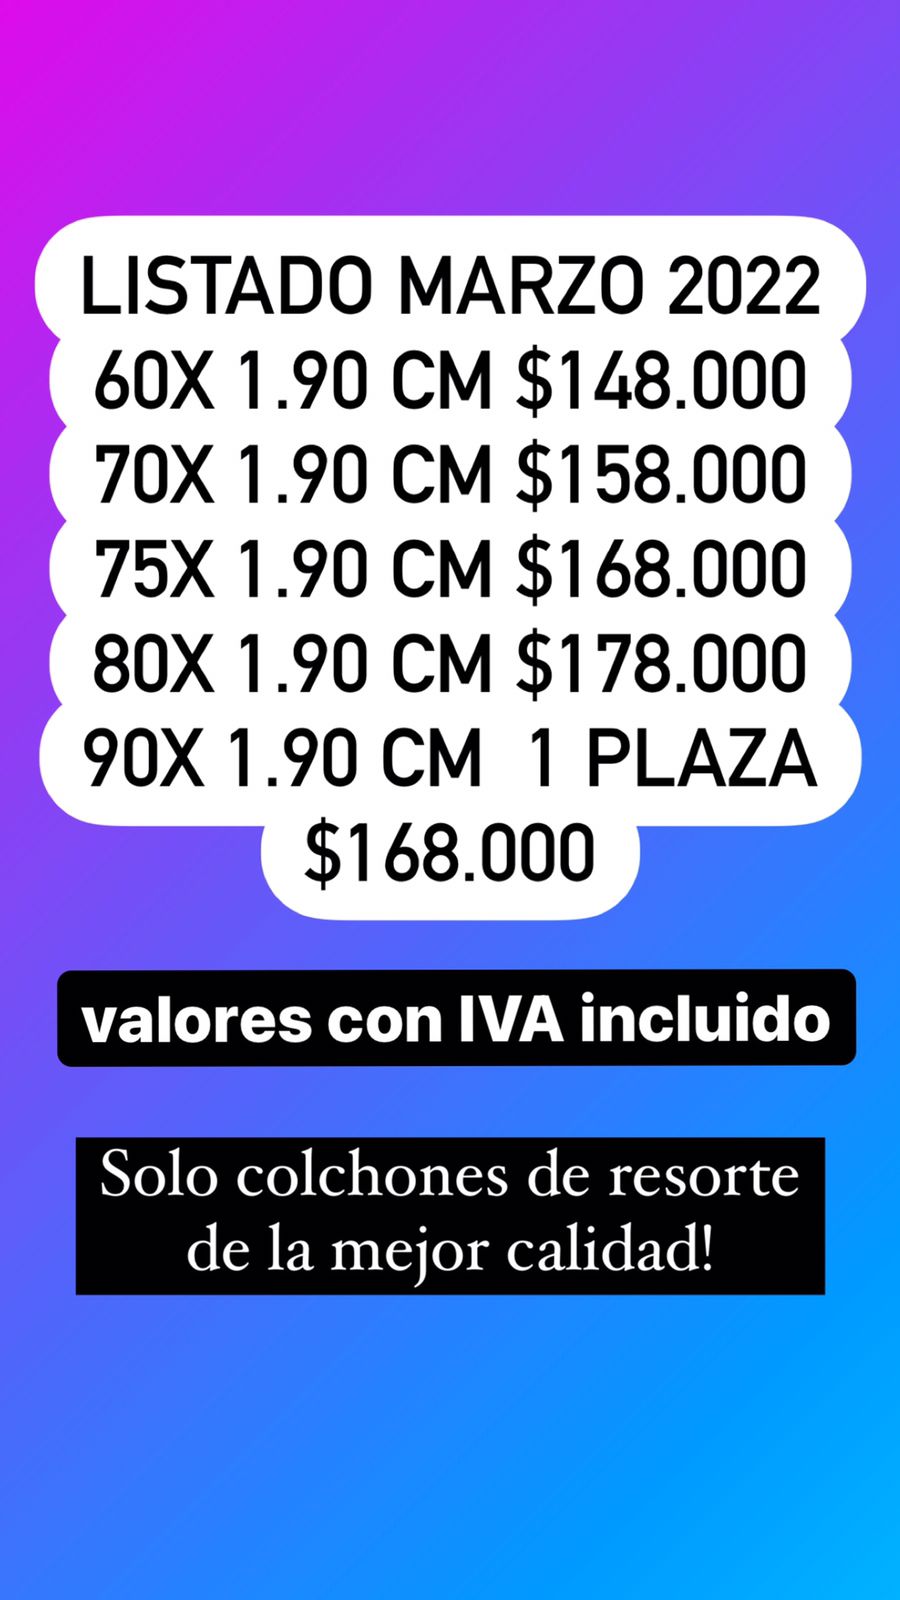 LISTADO MARZO 2022
60X 1.90 CM $148.000
70X 1.90 CM $158.000
75X 1.90 CM $168.000
80X 1.90 CM $178.000
90X 1.90 CM  1 PLAZA
$168.000
valores con IVA incluido
Solo colchones de resorte
de la mejor calidad!